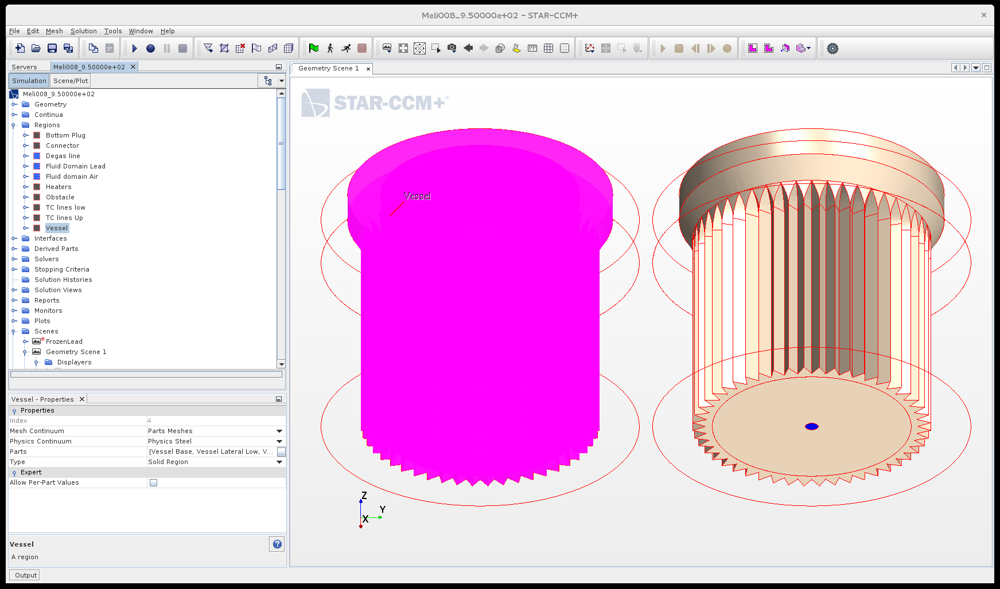 Meli008_9.50000e+02 - STAR-CCM+
File Edit Mesh Solution Tools Window Help
Servers Meli008_9.50000e+02
Simulation Scene/Plot
Meli008_9.50000e+02
Geometry
Continua
Regions
Bottom Plug
Connector
Degas line
Fluid Domain Lead
Fluid domain Air
Heaters
Obstacle
TC lines low
TC lines Up
Vessel
Interfaces
Derived Parts
Solvers
Stopping Criteria
Solution Histories
Solution Views
Reports
Monitors
Plots
Scenes
FrozenLead
Geometry Scene 1
Displayers
Vessel - Properties
Properties
Index 4
Mesh Continuum Parts Meshes
Physics Continuum Physics Steel
Parts [Vessel Base, Vessel Lateral Low, V... ...
Type Solid Region
Expert
Allow Per-Part Values
Vessel
A region
?
Output
Geometry Scene 1
STAR-CCM+®
Vessel
Z
Y
X